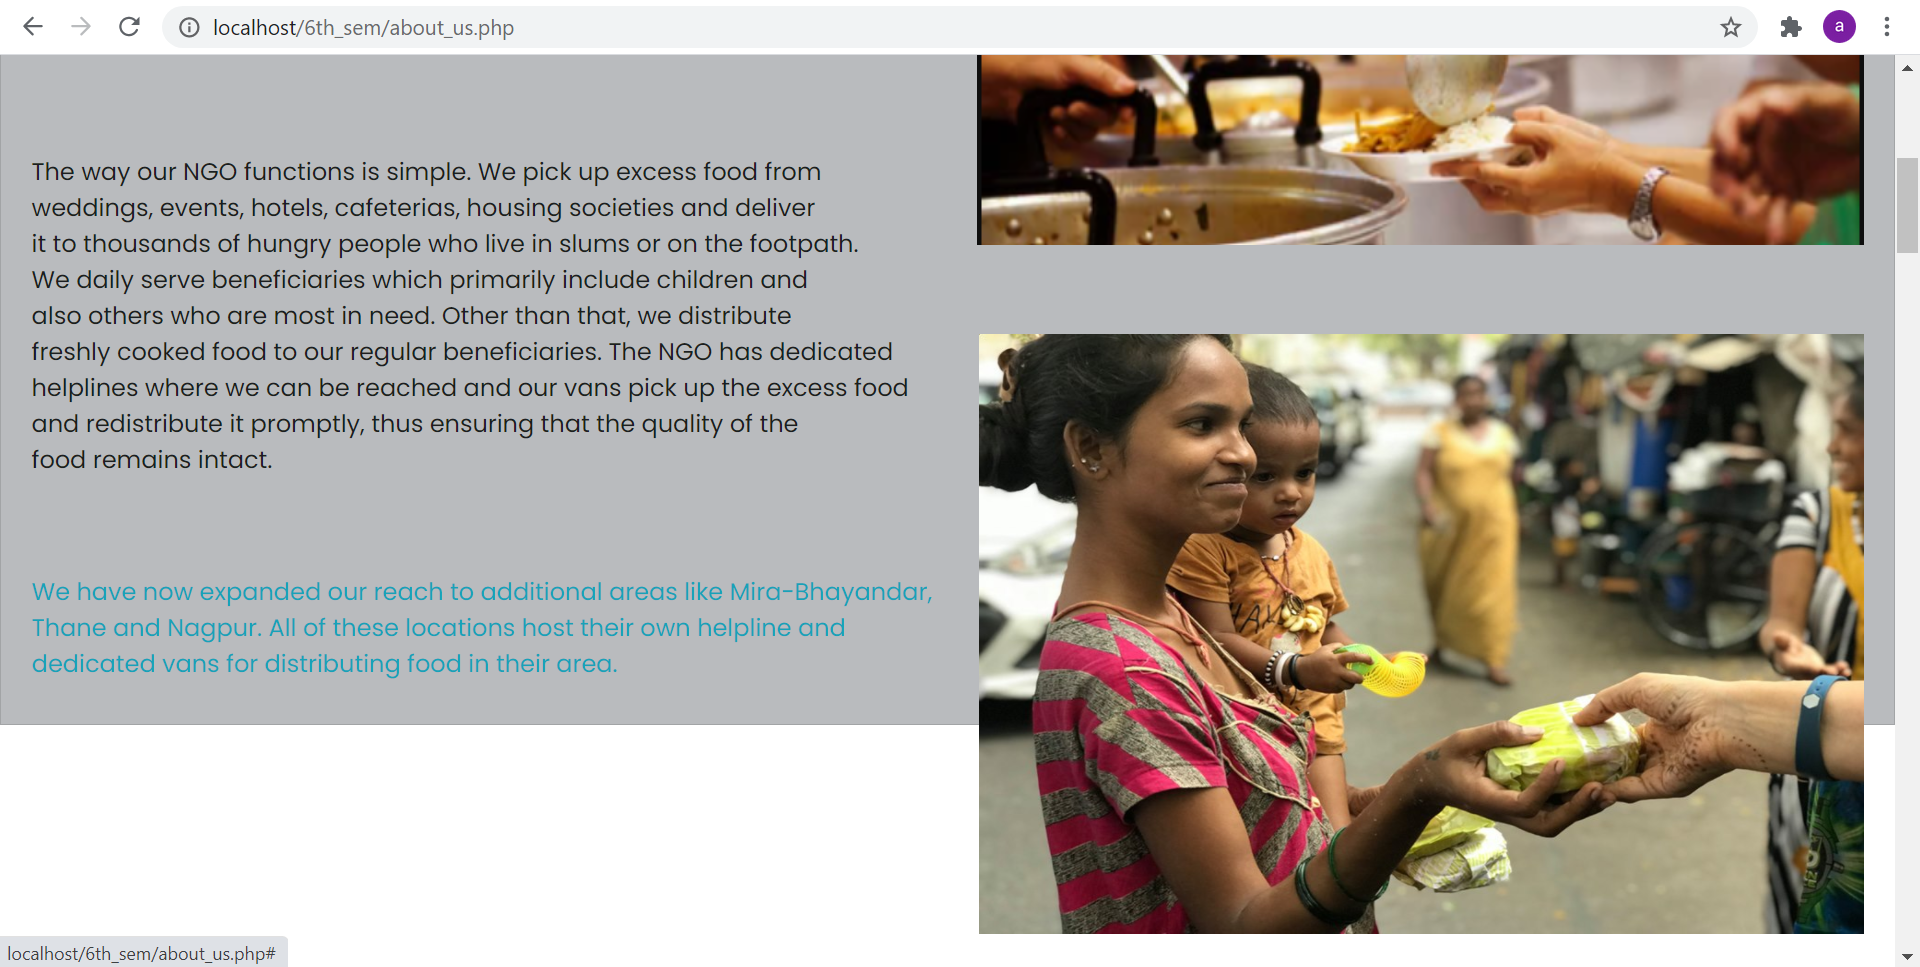 localhost/6th_sem/about_us.php
a
The way our NGO functions is simple. We pick up excess food from
weddings, events, hotels, cafeterias, housing societies and deliver
it to thousands of hungry people who live in slums or on the footpath.
We daily serve beneficiaries which primarily include children and
also others who are most in need. Other than that, we distribute
freshly cooked food to our regular beneficiaries. The NGO has dedicated
helplines where we can be reached and our vans pick up the excess food
and redistribute it promptly, thus ensuring that the quality of the
food remains intact.
We have now expanded our reach to additional areas like Mira-Bhayandar,
Thane and Nagpur. All of these locations host their own helpline and
dedicated vans for distributing food in their area.
localhost/6th_sem/about_us.php#